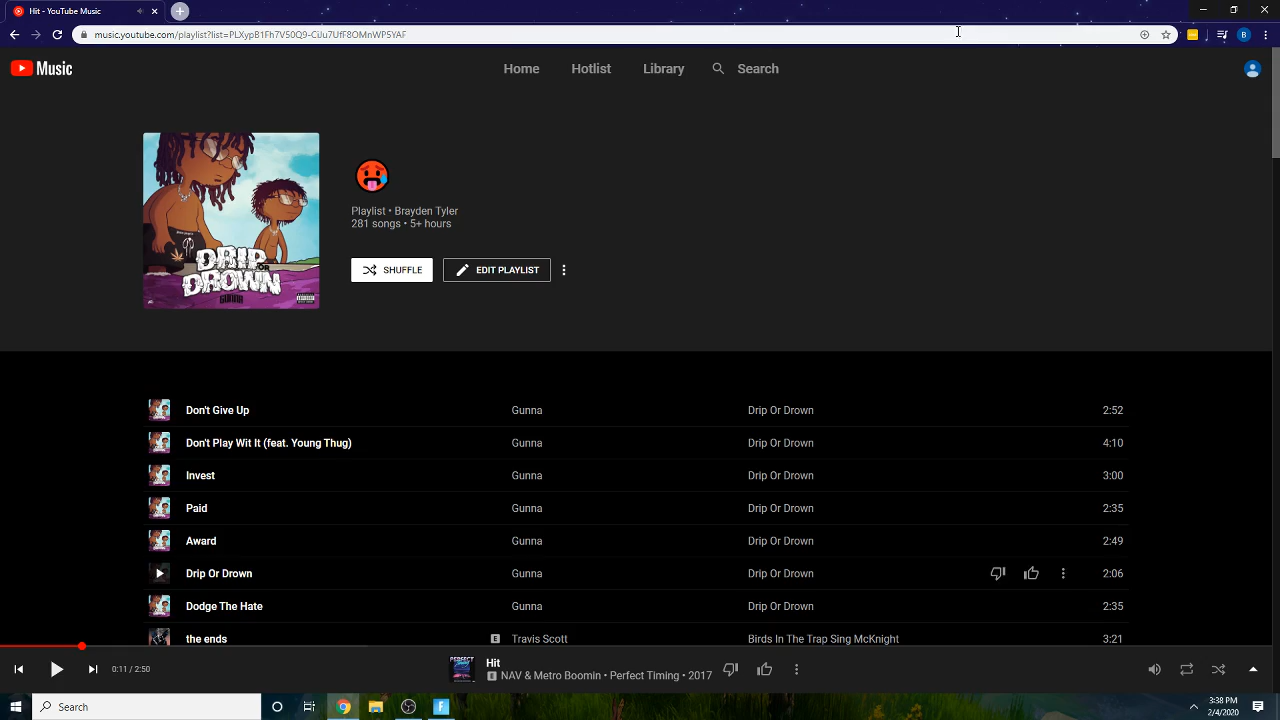 Hit - YouTube Music
music.youtube.com/playlist?list=PLXypB1Fh7V50Q9-CiJu7UfF8OMnWP5YAF
Music
Home Hotlist Library Search
B
DRIP OR DROWN
GUNNA
Playlist • Brayden Tyler
281 songs • 5+ hours
SHUFFLE EDIT PLAYLIST
Don't Give Up Gunna Drip Or Drown 2:52
Don't Play Wit It (feat. Young Thug) Gunna Drip Or Drown 4:10
Invest Gunna Drip Or Drown 3:00
Paid Gunna Drip Or Drown 2:35
Award Gunna Drip Or Drown 2:49
Drip Or Drown Gunna Drip Or Drown 2:06
Dodge The Hate Gunna Drip Or Drown 2:35
the ends E Travis Scott Birds In The Trap Sing McKnight 3:21
0:11 / 2:50
Hit
E NAV & Metro Boomin • Perfect Timing • 2017
Search
3:38 PM
2/4/2020